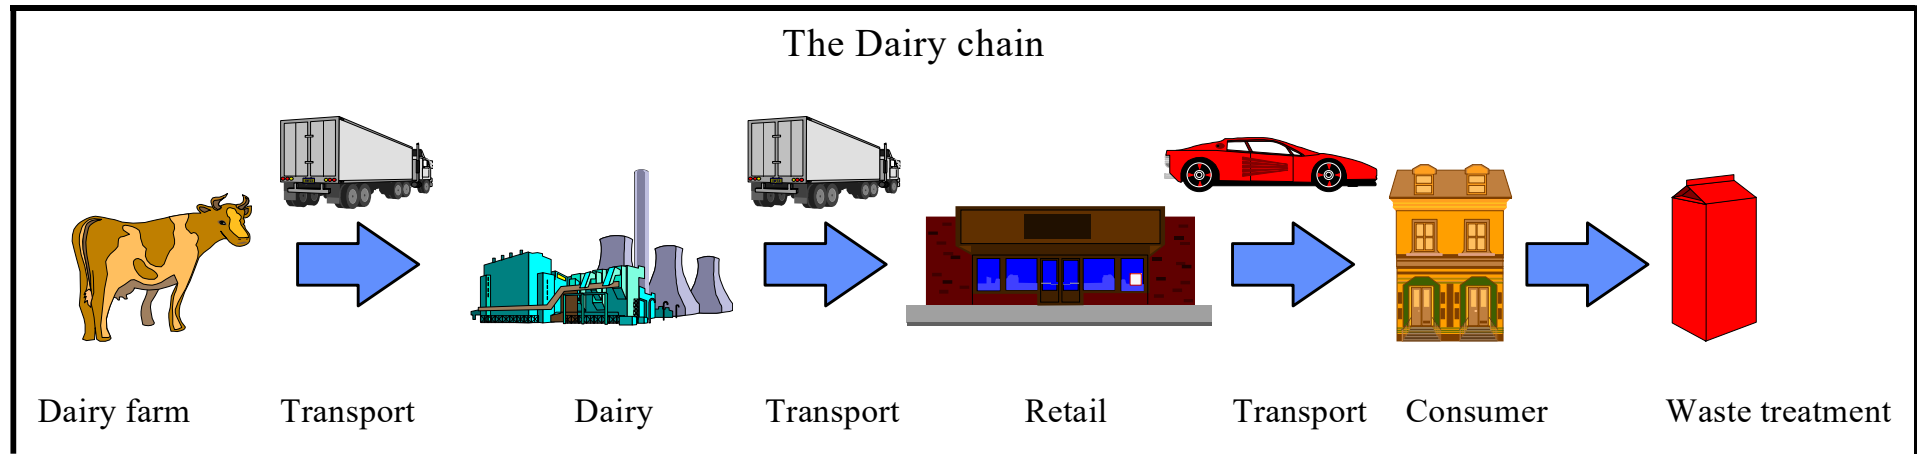 The Dairy chain
Dairy farm Transport Dairy Transport Retail Transport Consumer Waste treatment